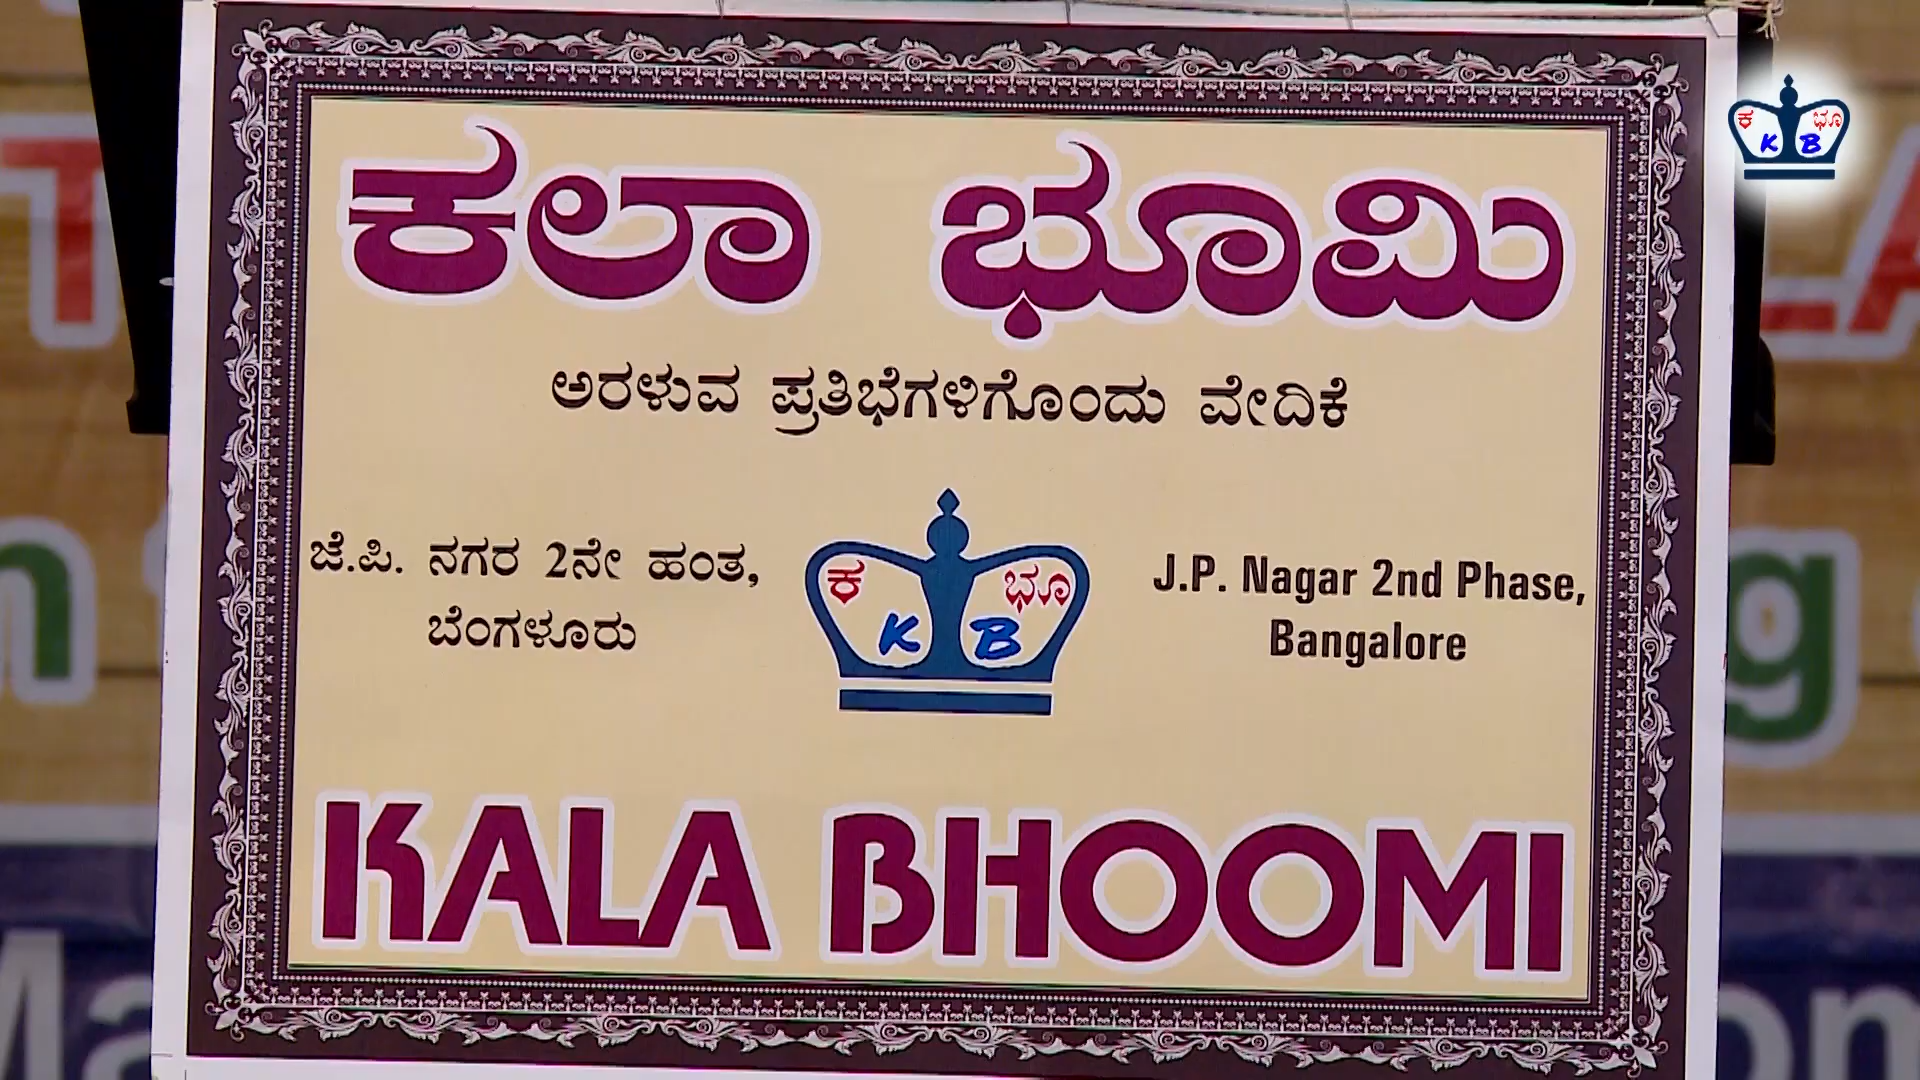 ಕಲಾ ಭೂಮಿ
ಅರಳುವ ಪ್ರತಿಭೆಗಳಿಗೊಂದು ವೇದಿಕೆ
ಜೆ.ಪಿ. ನಗರ 2ನೇ ಹಂತ,
ಬೆಂಗಳೂರು
ಕ ಭೂ
K B
J.P. Nagar 2nd Phase,
Bangalore
KALA BHOOMI
ಕ ಭೂ
K B